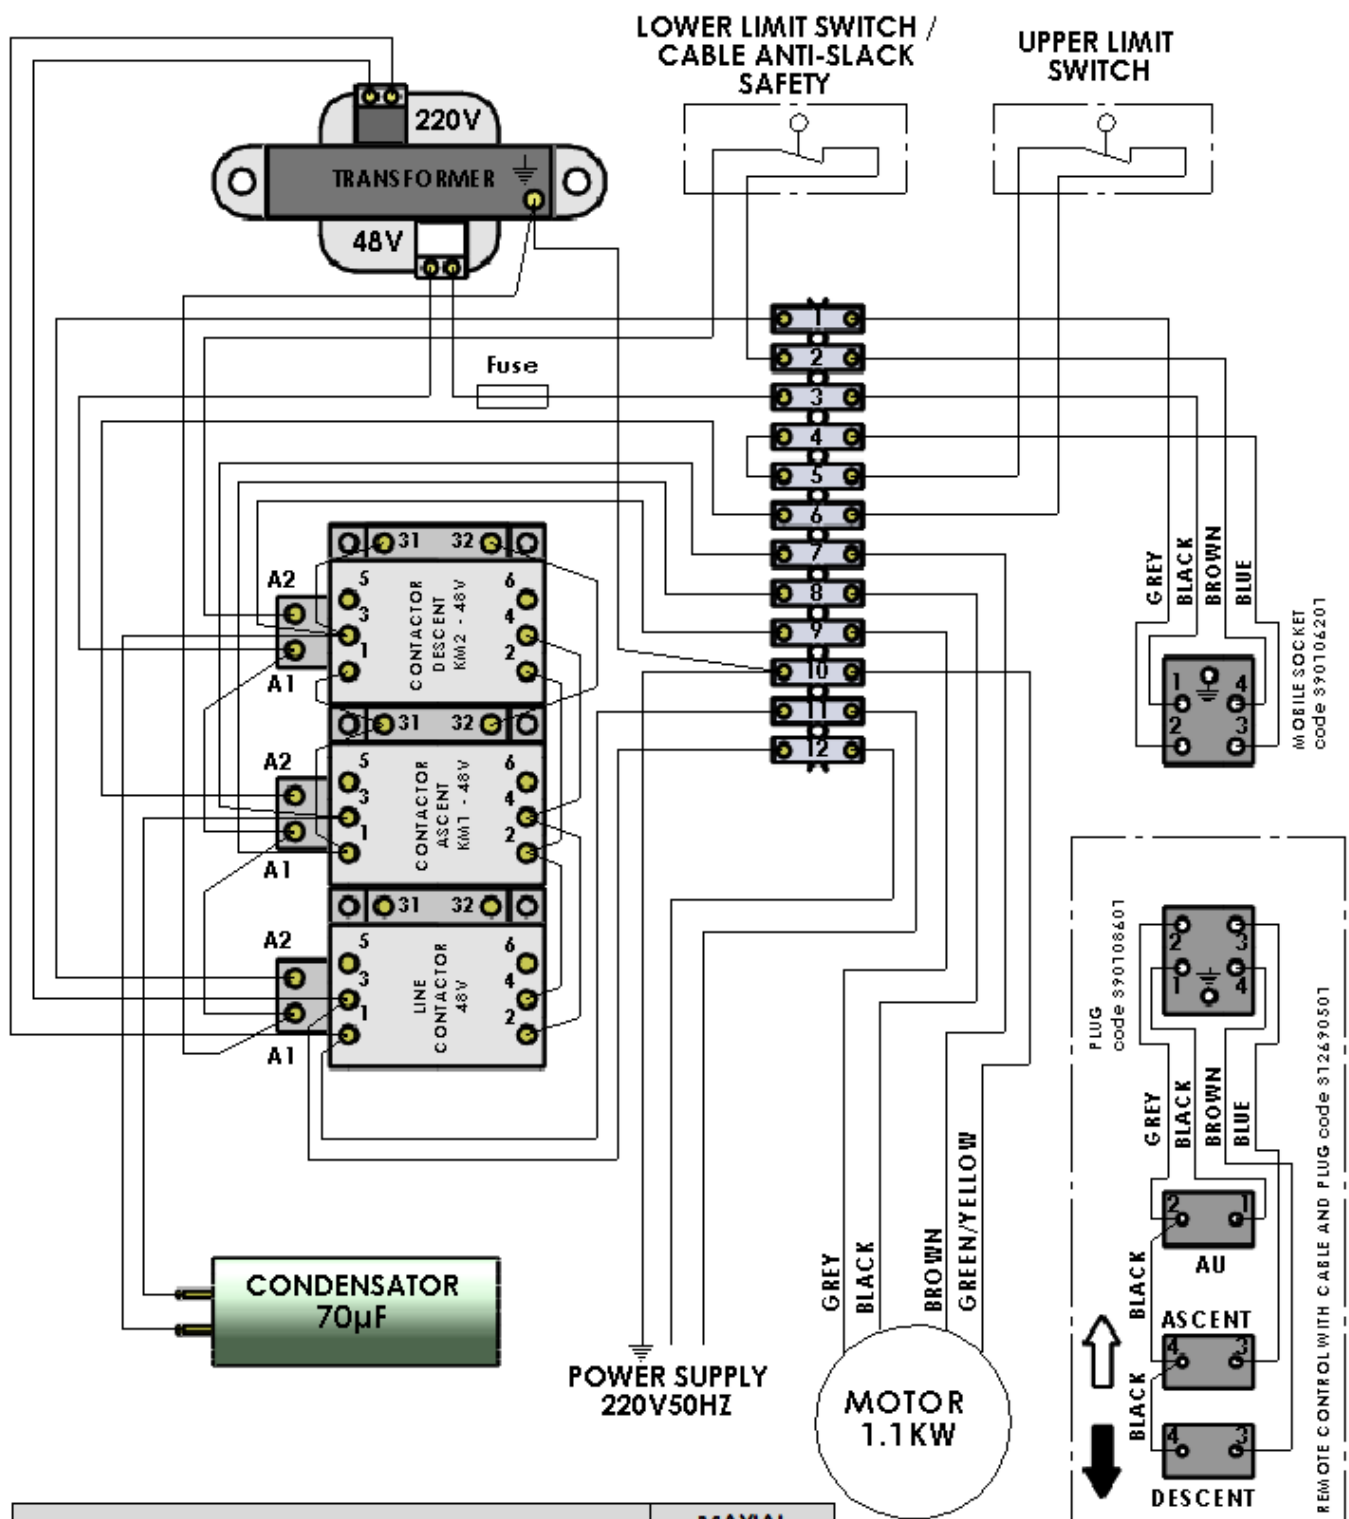 LOWER LIMIT SWITCH /
CABLE ANTI-SLACK
SAFETY
UPPER LIMIT
SWITCH
220V
TRANSFORMER
48V
Fuse
1
2
3
4
5
6
7
8
9
10
11
12
31 32
A2
5 6
3 4
1 2
A1
CONTACTOR
DESCENT
KM2 - 48V
31 32
A2
5 6
3 4
1 2
A1
CONTACTOR
ASCENT
KM1 - 48V
31 32
A2
5 6
3 4
1 2
A1
LINE
CONTACTOR
48V
GREY
BLACK
BROWN
BLUE
1 4
2 3
MOBILE SOCKET
code 390106201
2 3
1 4
PLUG
code 390108601
GREY
BLACK
BROWN
BLUE
2 1
AU
BLACK
ASCENT
4 3
BLACK
4 3
DESCENT
REMOTE CONTROL WITH CABLE AND PLUG code 312690501
CONDENSATOR
70µF
POWER SUPPLY
220V50HZ
GREY
BLACK
BROWN
GREEN/YELLOW
MOTOR
1.1KW